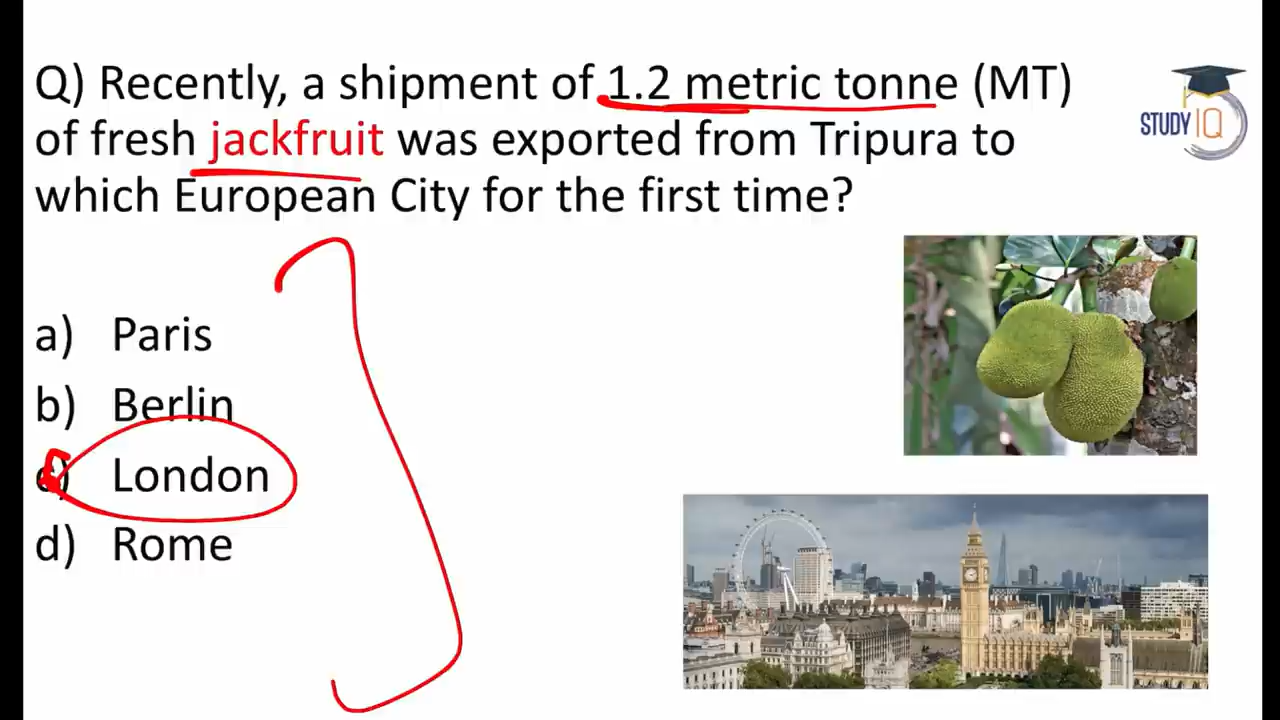 Q) Recently, a shipment of 1.2 metric tonne (MT)
of fresh jackfruit was exported from Tripura to
which European City for the first time?
STUDY IQ
a) Paris
b) Berlin
c) London
d) Rome